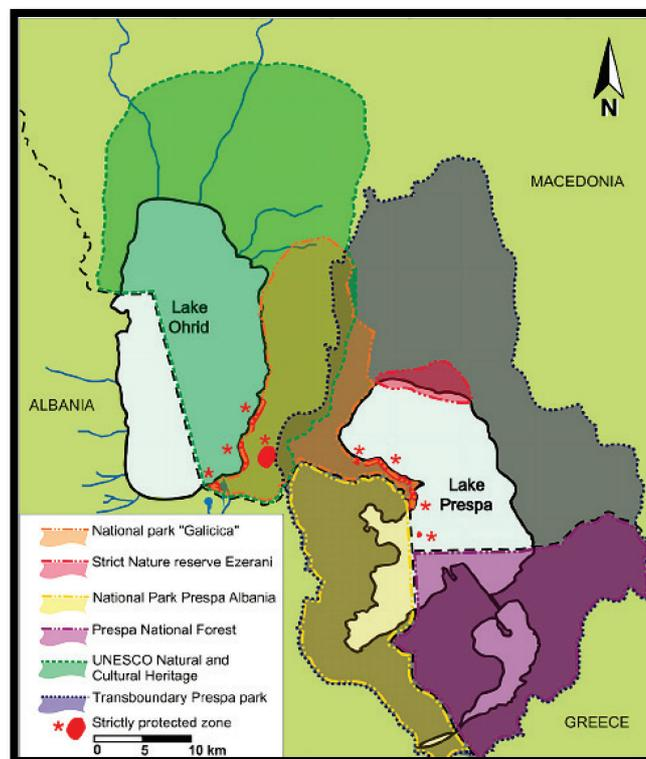 N
MACEDONIA
Lake
Ohrid
ALBANIA
Lake
Prespa
National park "Galicica"
Strict Nature reserve Ezerani
National Park Prespa Albania
Prespa National Forest
UNESCO Natural and
Cultural Heritage
Transboundary Prespa park
* Strictly protected zone
0 5 10 km
GREECE